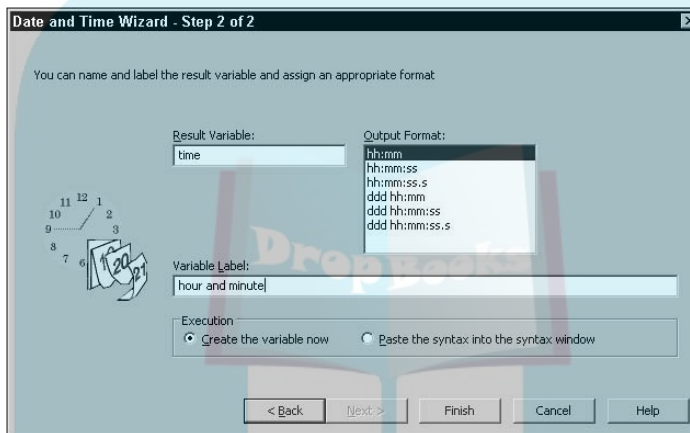 Date and Time Wizard - Step 2 of 2
You can name and label the result variable and assign an appropriate format
Result Variable:
time
Output Format:
hh:mm
hh:mm:ss
hh:mm:ss.s
ddd hh:mm
ddd hh:mm:ss
ddd hh:mm:ss.s
11 12 1
10 2
9 3
8 7 6
19 20 21
DropBooks
Variable Label:
hour and minute
Execution
Create the variable now
Paste the syntax into the syntax window
< Back
Next >
Finish
Cancel
Help